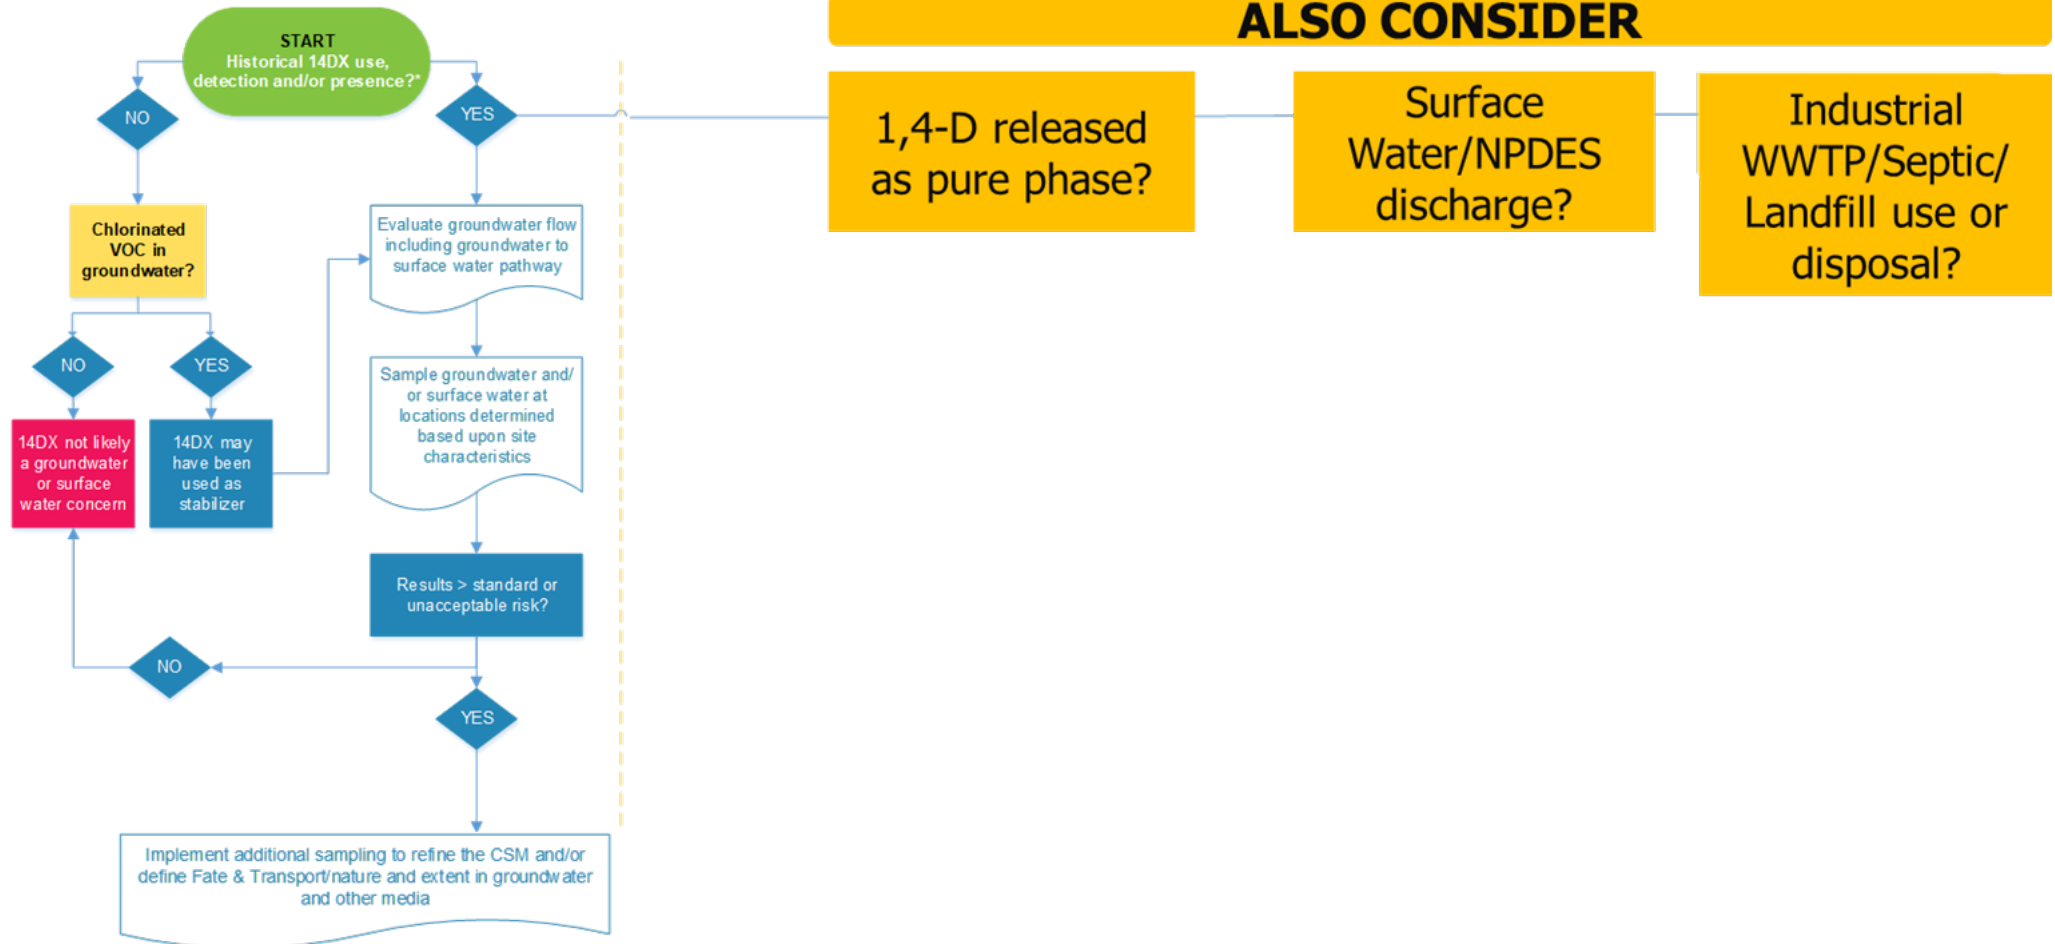 START
Historical 14DX use,
detection and/or presence?*
NO
YES
Chlorinated
VOC in
groundwater?
NO
YES
14DX not likely
a groundwater
or surface
water concern
14DX may
have been
used as
stabilizer
Evaluate groundwater flow
including groundwater to
surface water pathway
Sample groundwater and/
or surface water at
locations determined
based upon site
characteristics
Results > standard or
unacceptable risk?
NO
YES
Implement additional sampling to refine the CSM and/or
define Fate & Transport/nature and extent in groundwater
and other media
ALSO CONSIDER
1,4-D released
as pure phase?
Surface
Water/NPDES
discharge?
Industrial
WWTP/Septic/
Landfill use or
disposal?